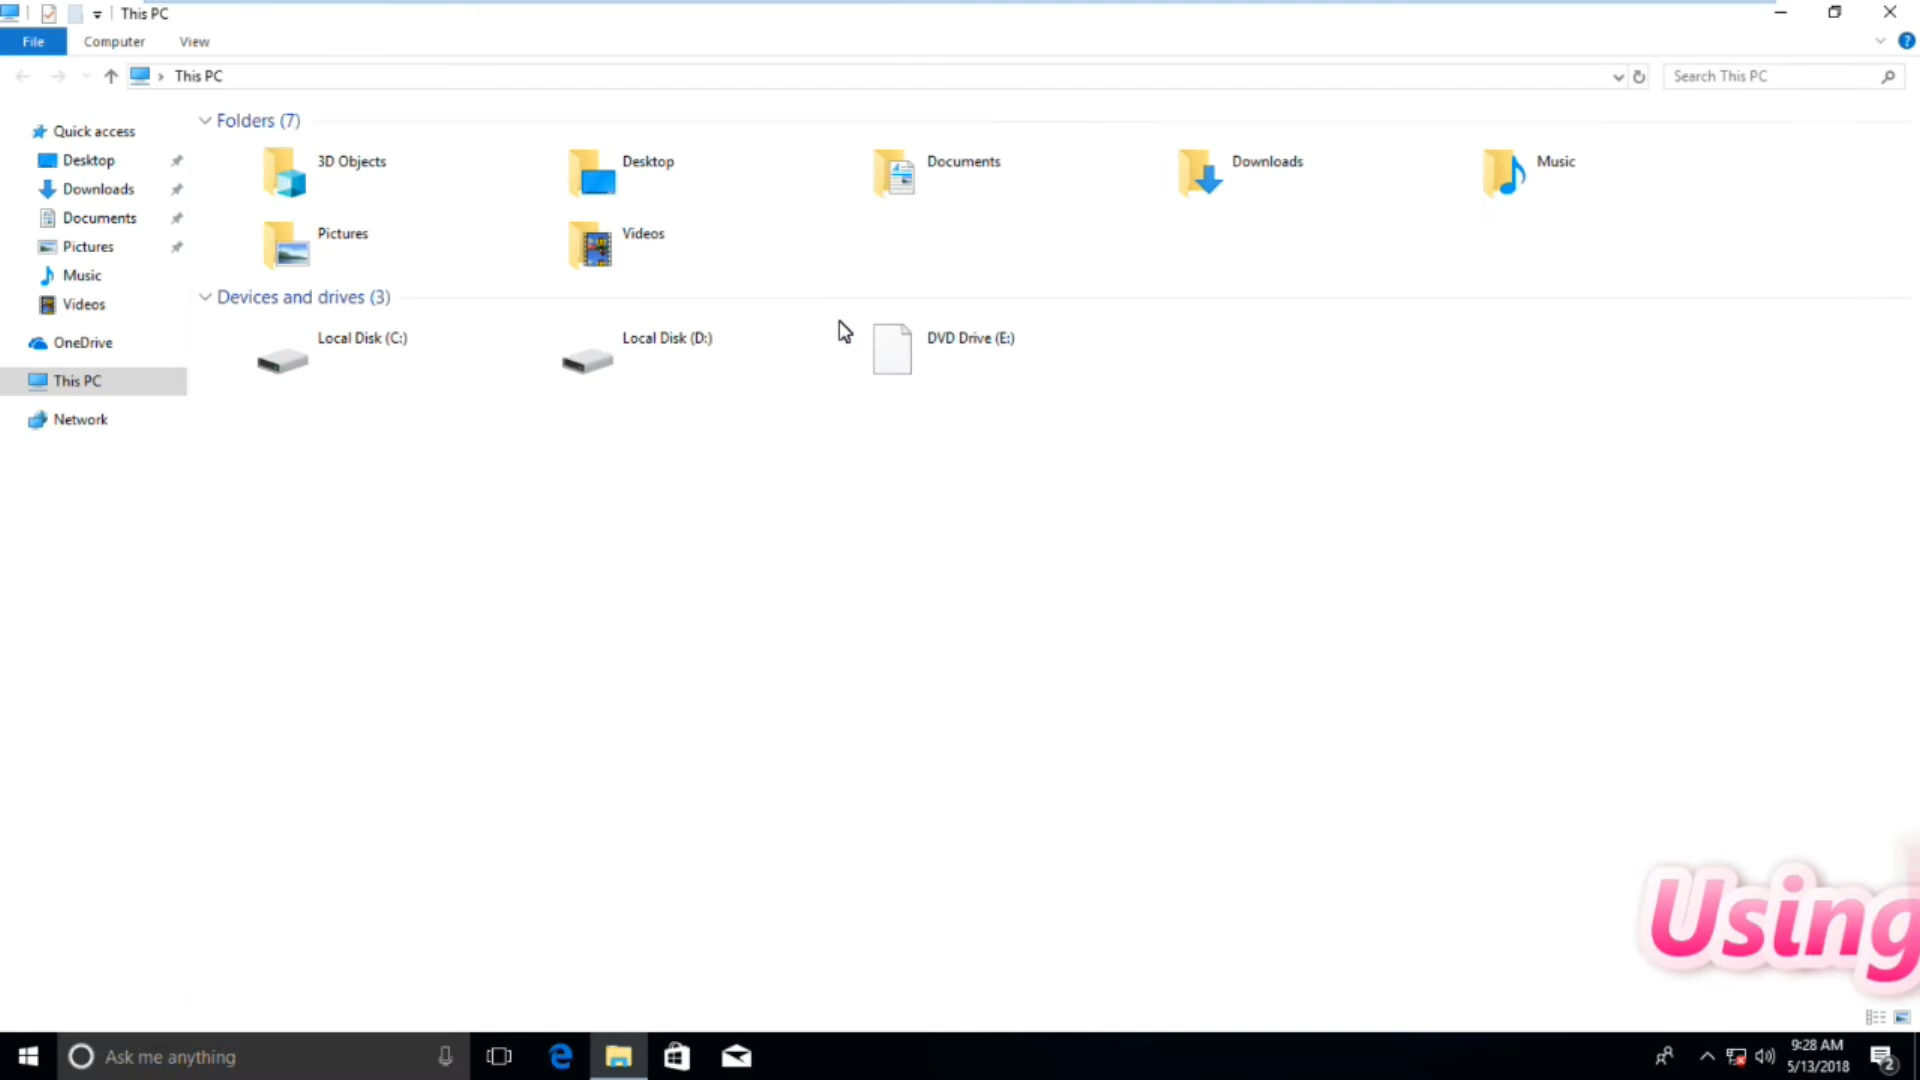 This PC
File
Computer
View
This PC
Search This PC
Quick access
Desktop
Downloads
Documents
Pictures
Music
Videos
OneDrive
This PC
Network
Folders (7)
3D Objects
Desktop
Documents
Downloads
Music
Pictures
Videos
Devices and drives (3)
Local Disk (C:)
Local Disk (D:)
DVD Drive (E:)
Using
Ask me anything
9:28 AM
5/13/2018
2